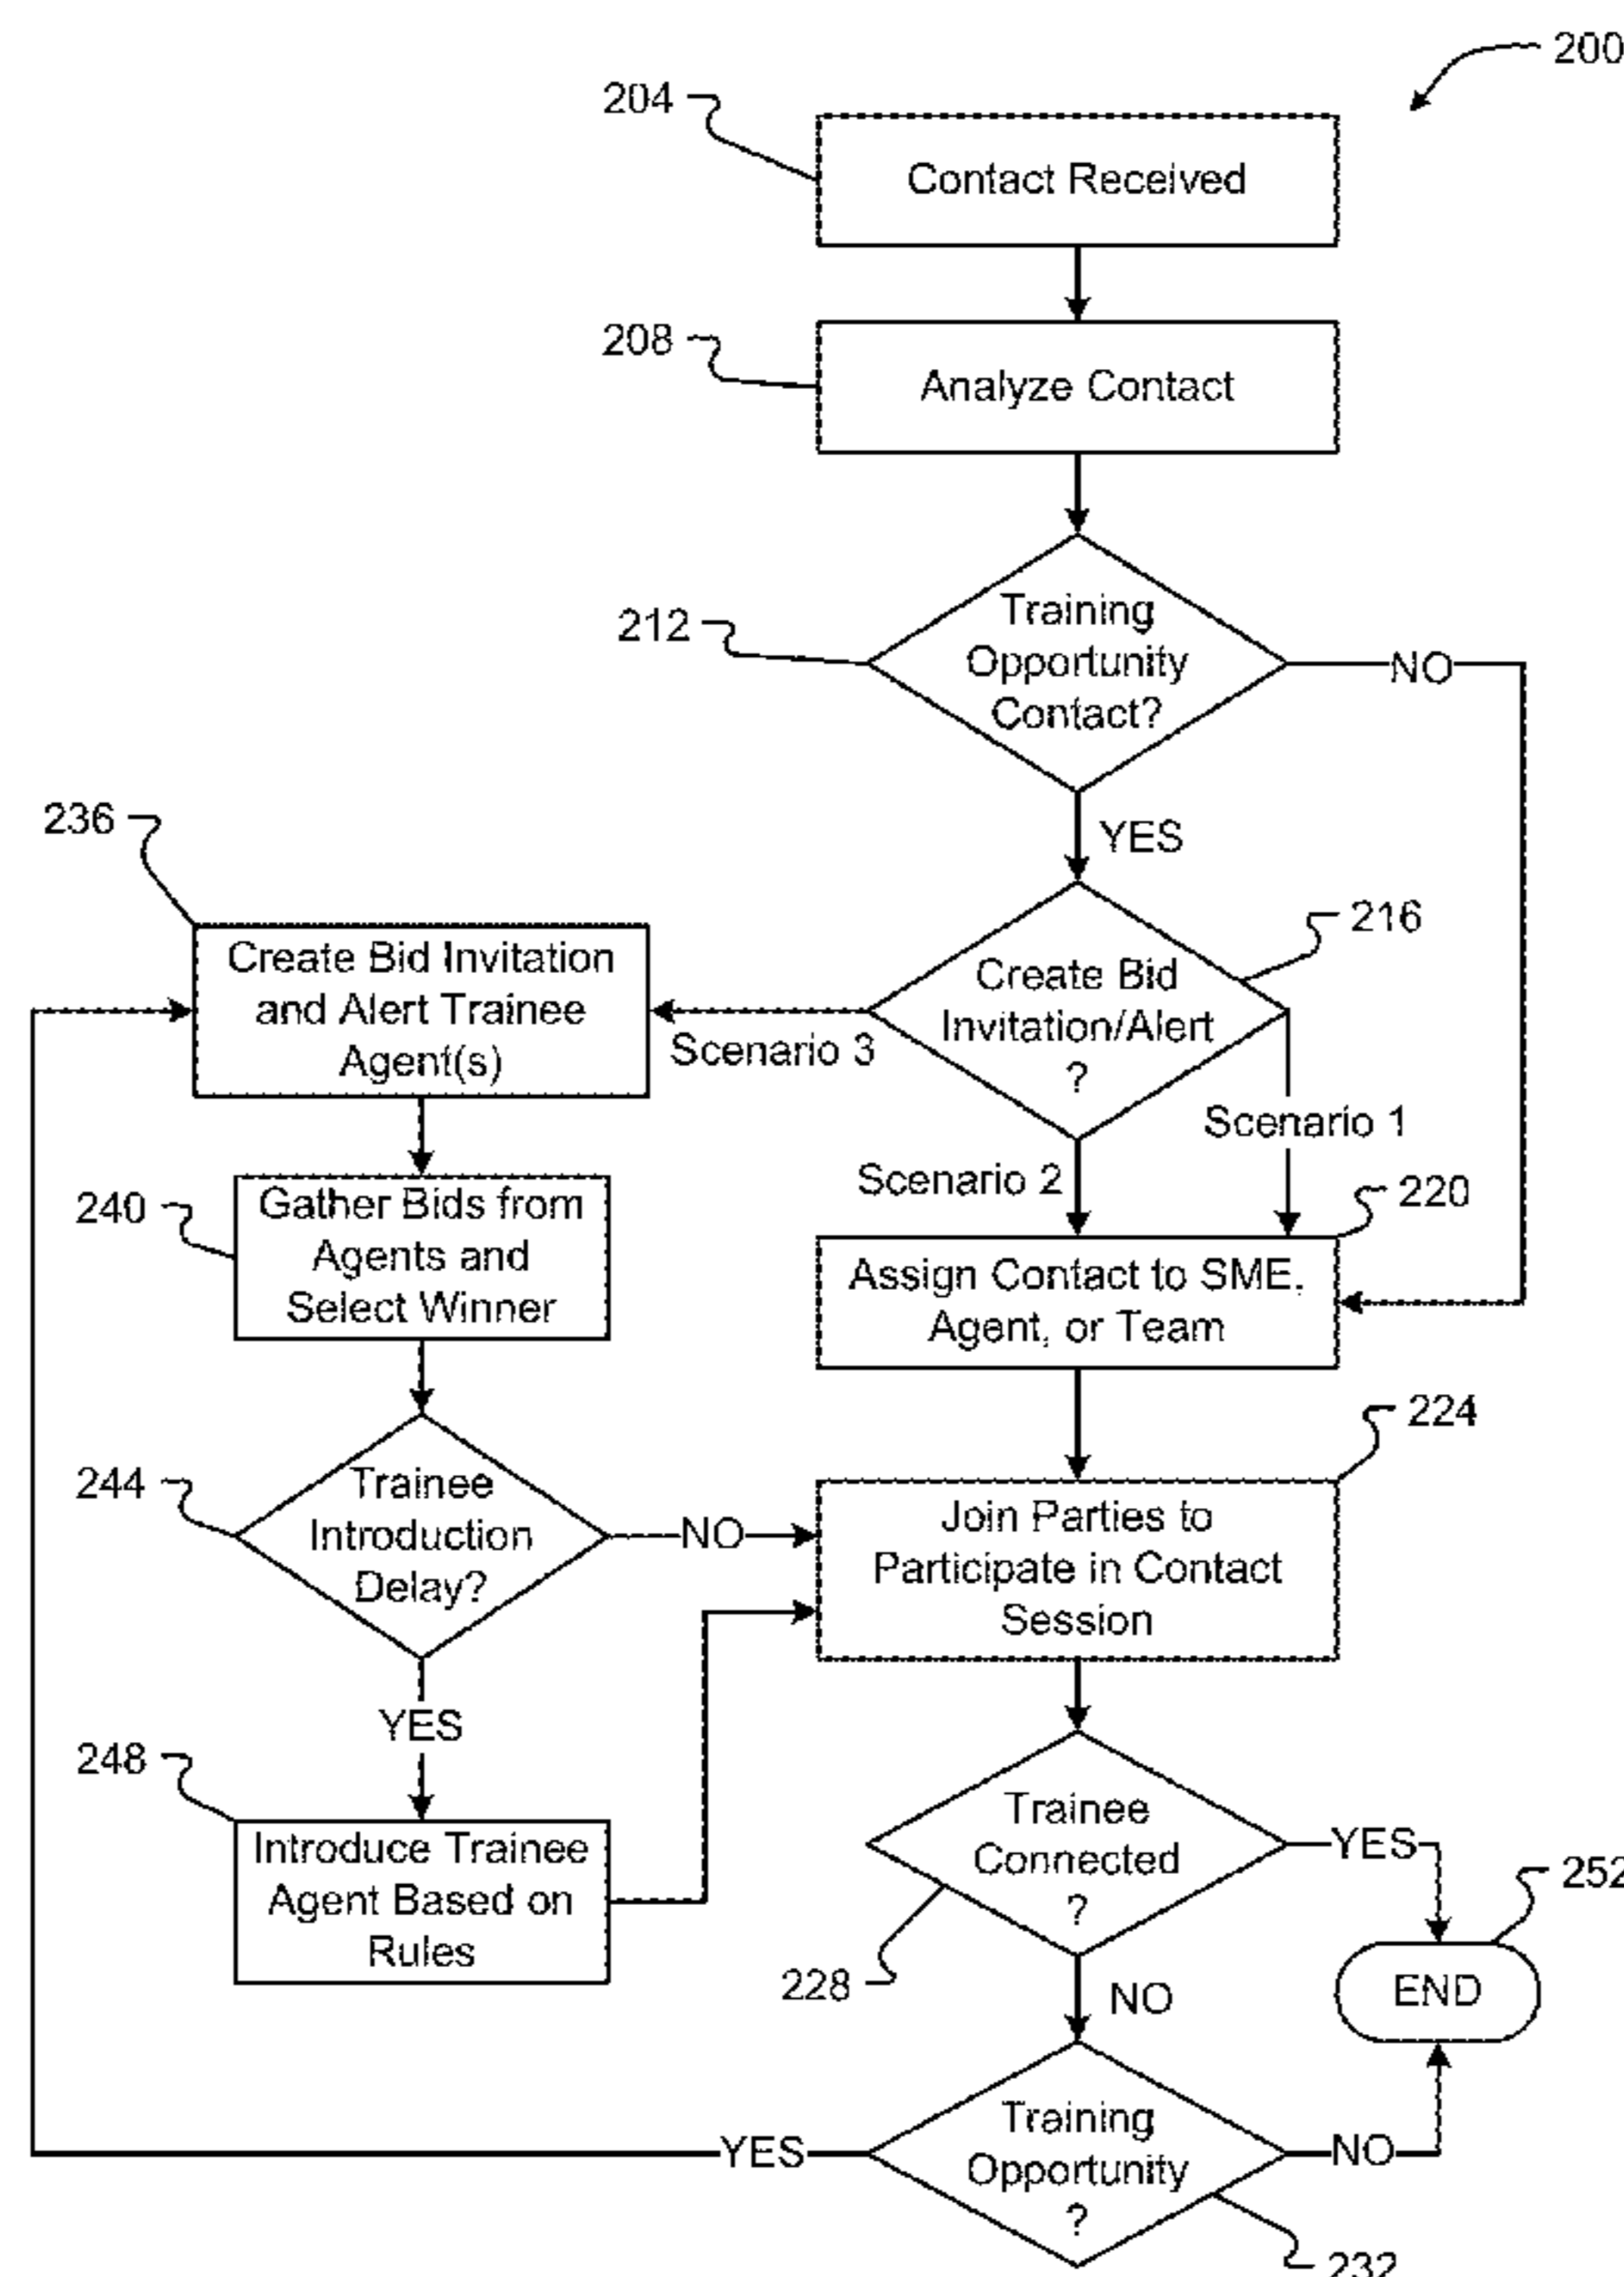 200
204
Contact Received
208
Analyze Contact
212
Training
Opportunity
Contact?
NO
YES
236
216
Create Bid Invitation
and Alert Trainee
Agent(s)
Create Bid
Invitation/Alert
?
Scenario 3
Scenario 1
Scenario 2
240
Gather Bids from
Agents and
Select Winner
220
Assign Contact to SME,
Agent, or Team
224
244
Trainee
Introduction
Delay?
NO
Join Parties to
Participate in Contact
Session
YES
248
Introduce Trainee
Agent Based on
Rules
Trainee
Connected
?
YES
252
228
NO
END
Training
Opportunity
?
YES
NO
232